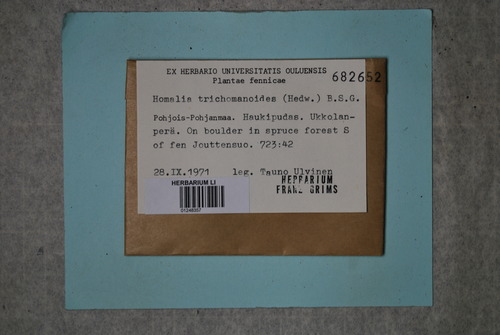 EX HERBARIO UNIVERSITATIS OULUENSIS
Plantae fennicae
682652
Homalia trichomanoides (Hedw.) B.S.G.
Pohjois-Pohjanmaa. Haukipudas. Ukkolan-
perä. On boulder in spruce forest S
of fen Jouttensuo. 723:42
28.IX.1971 leg. Tauno Ulvinen
HERBARIUM LI
01248357
HERBARIUM
FRANZ GRIMS